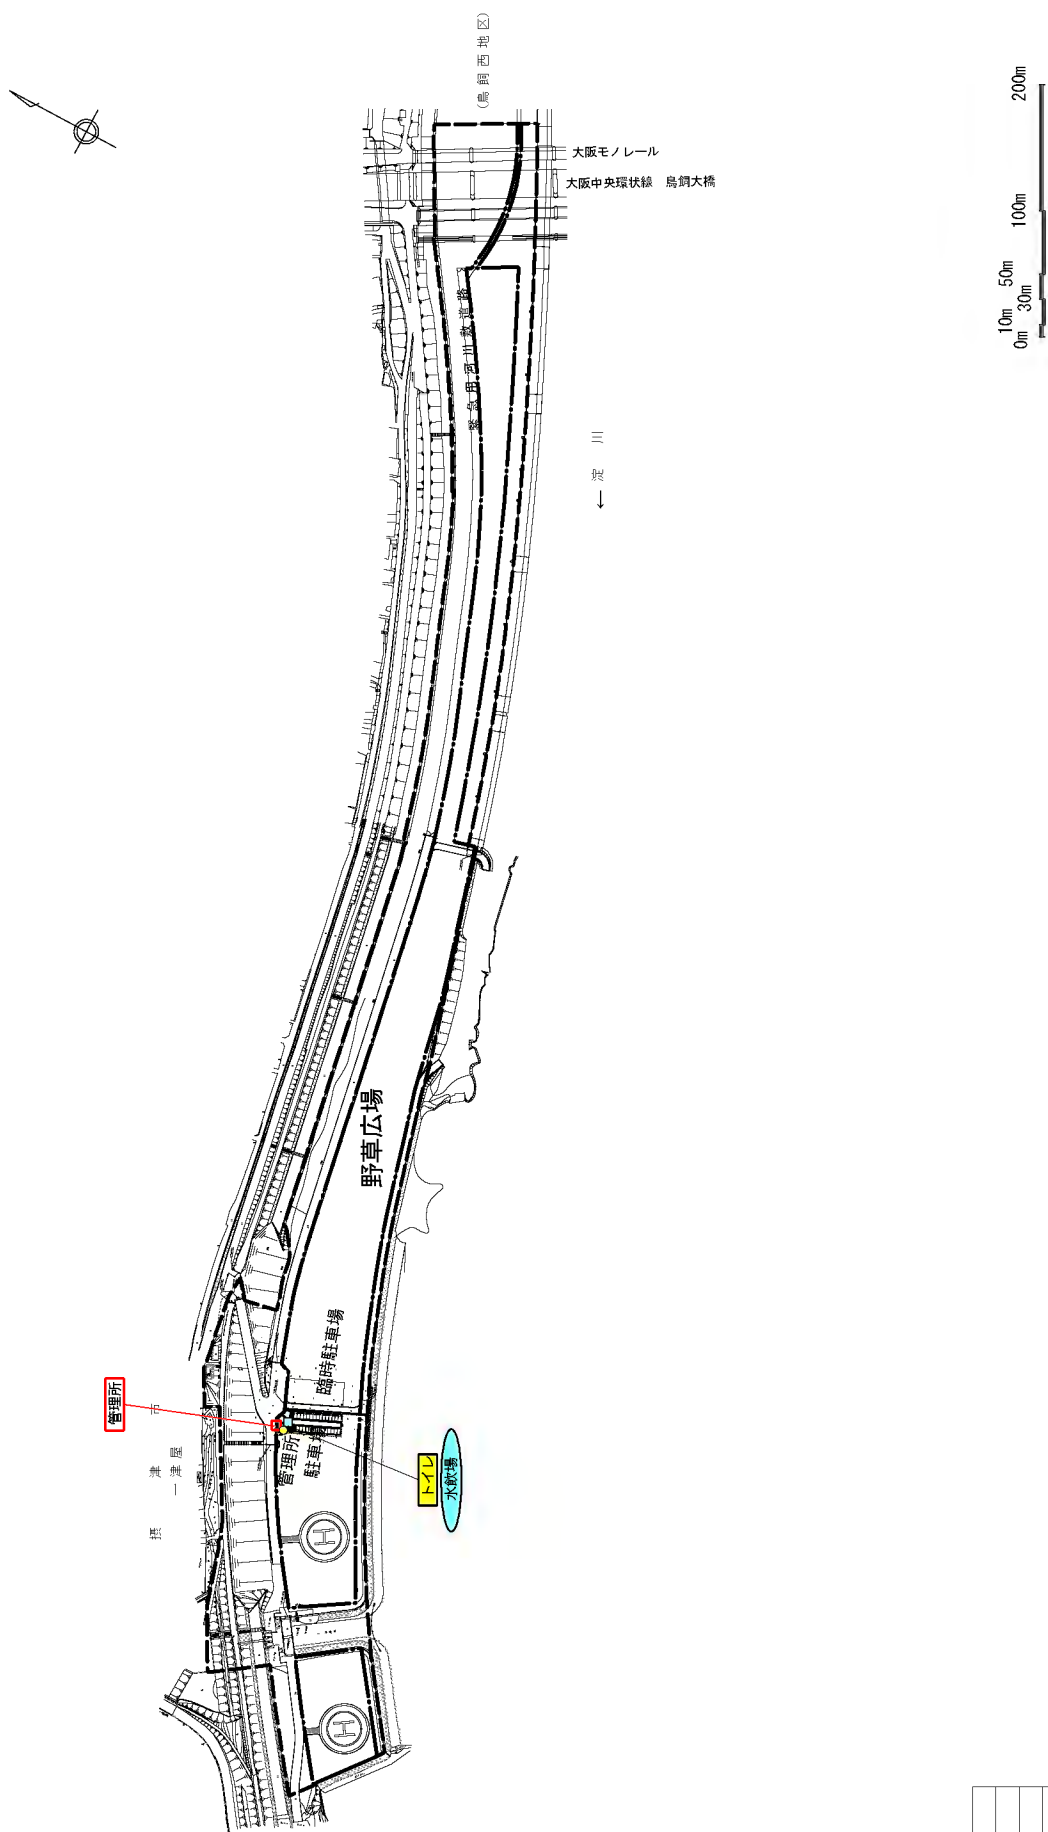 (鳥飼西地区)
大阪モノレール
大阪中央環状線　鳥飼大橋
200m
100m
50m
30m
10m
0m
緊急用河川敷道路
← 淀川
野草広場
臨時駐車場
管理所
摂津市
一津屋
管理所
駐車場
トイレ
水飲場
H
H